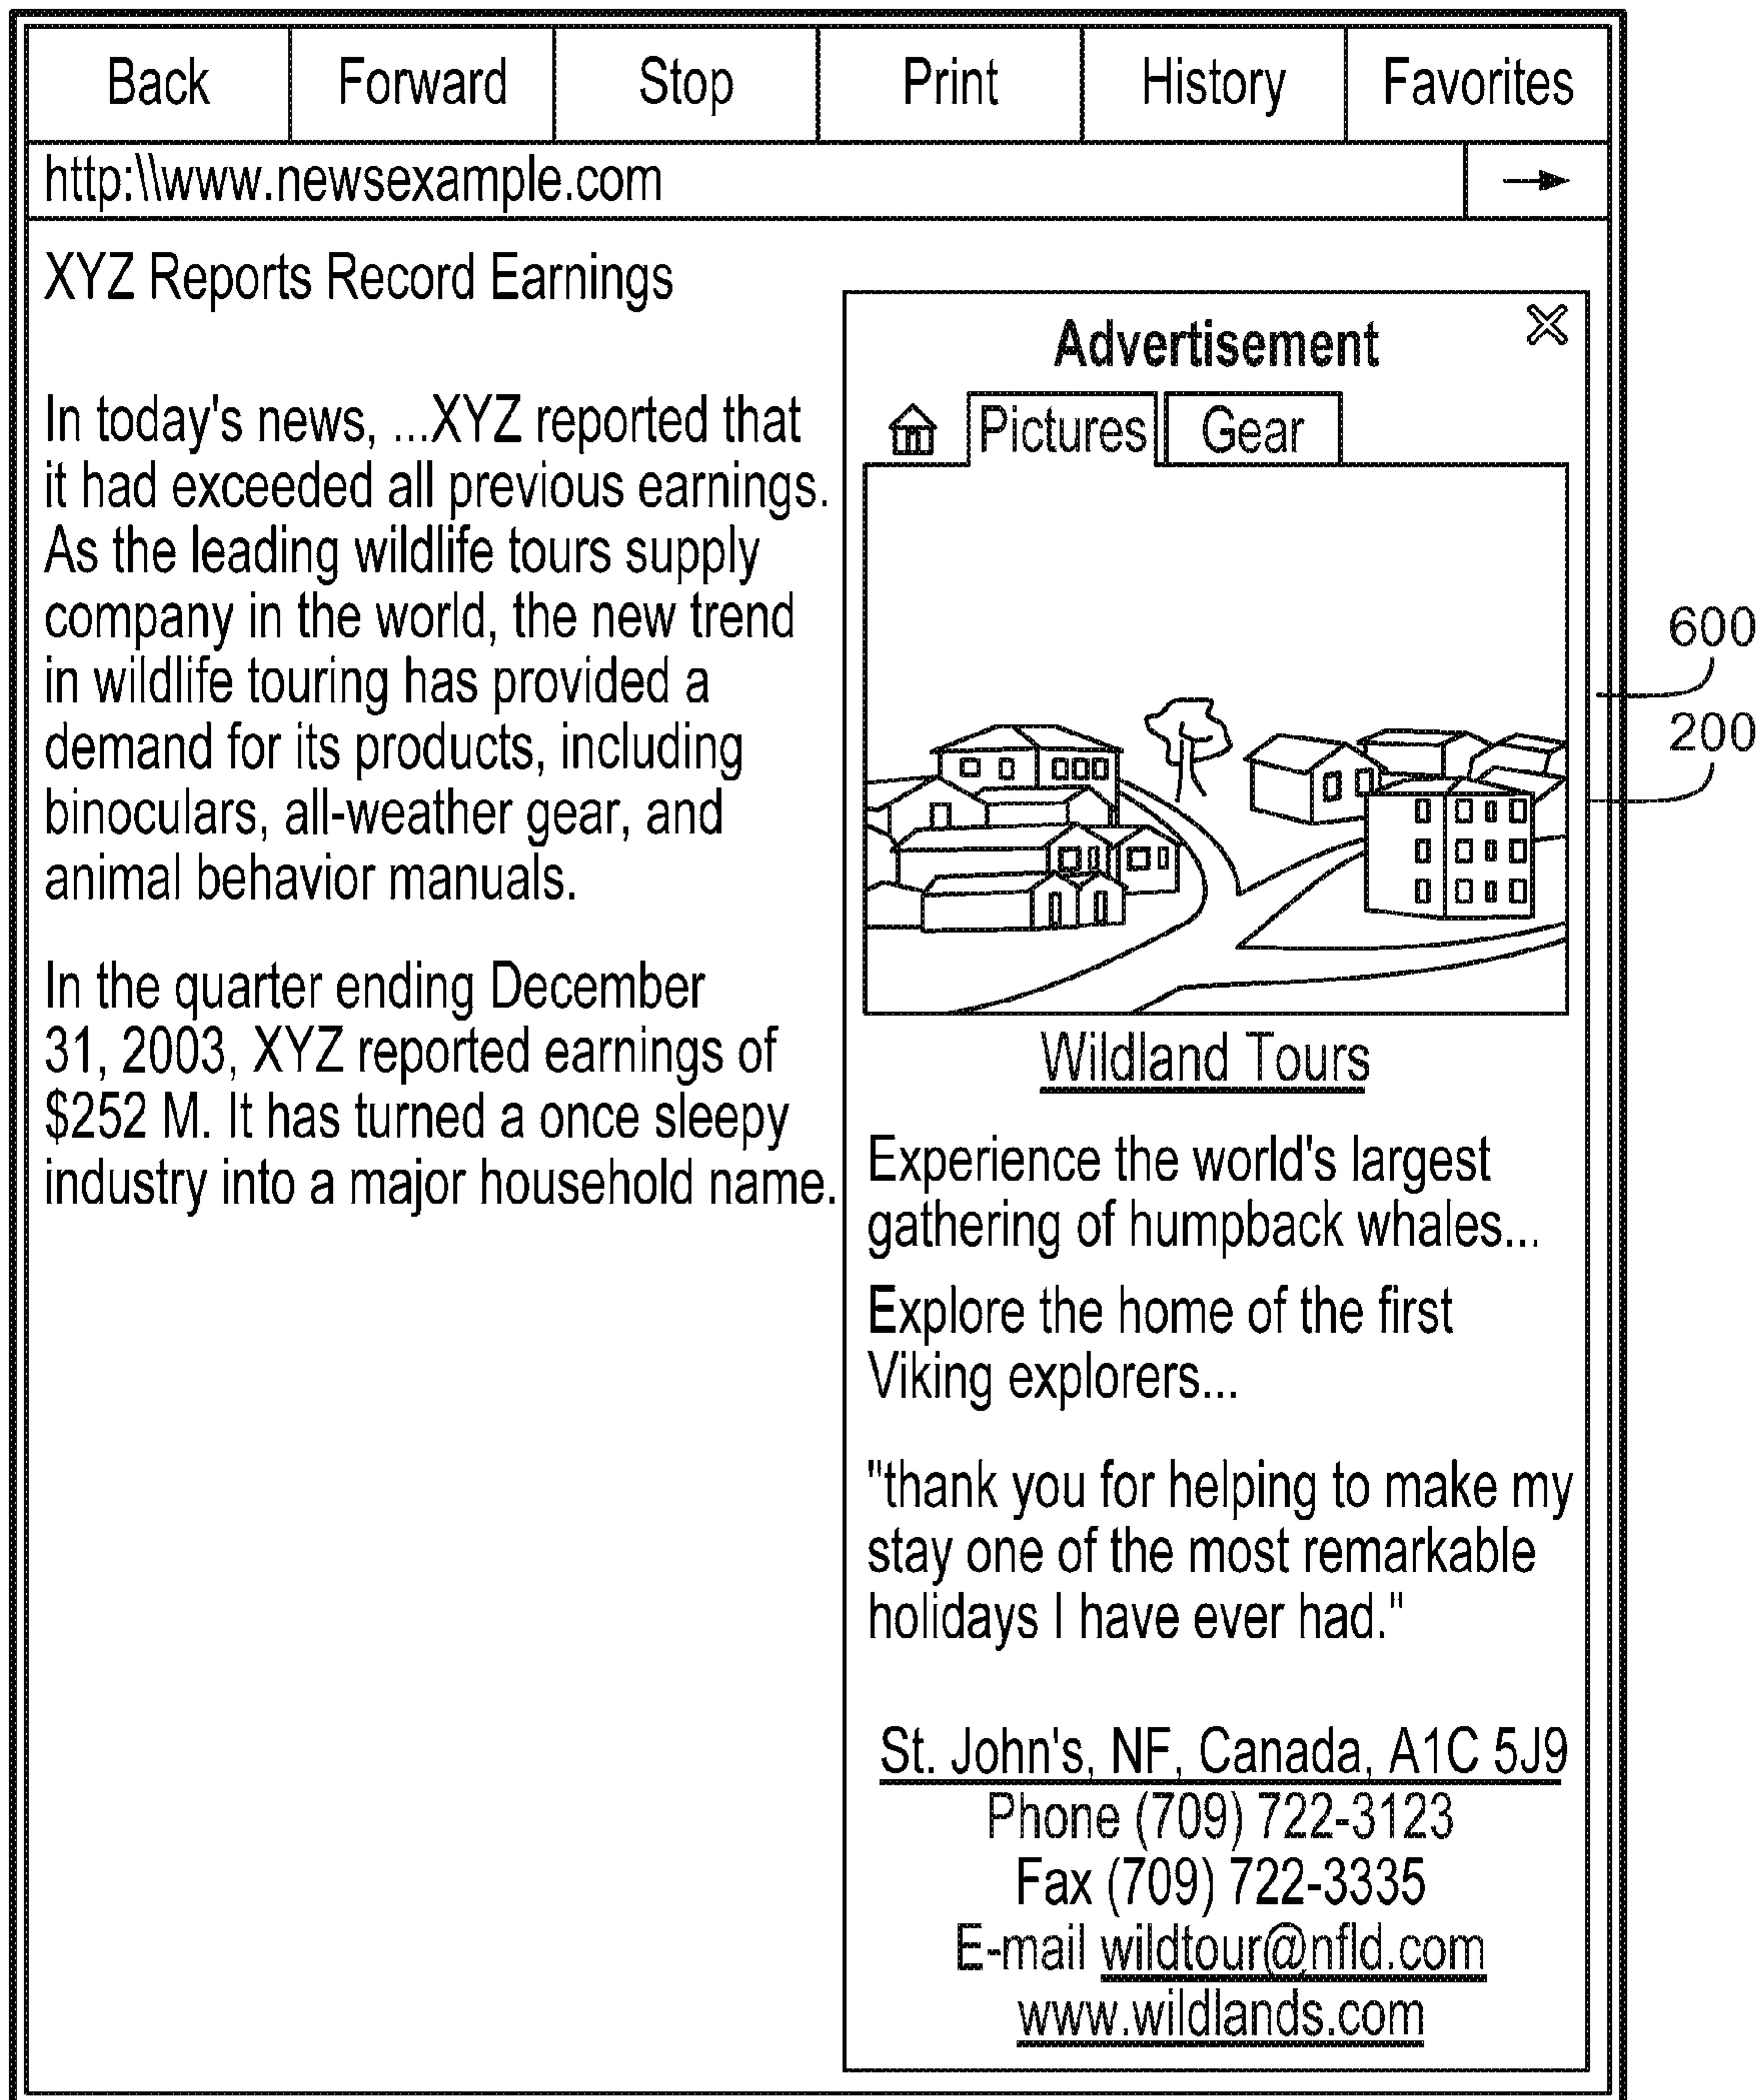 Back Forward Stop Print History Favorites
http:\\www.newsexample.com
XYZ Reports Record Earnings
In today's news, ...XYZ reported that
it had exceeded all previous earnings.
As the leading wildlife tours supply
company in the world, the new trend
in wildlife touring has provided a
demand for its products, including
binoculars, all-weather gear, and
animal behavior manuals.
In the quarter ending December
31, 2003, XYZ reported earnings of
$252 M. It has turned a once sleepy
industry into a major household name.
Advertisement
Pictures Gear
Wildland Tours
Experience the world's largest
gathering of humpback whales...
Explore the home of the first
Viking explorers...
"thank you for helping to make my
stay one of the most remarkable
holidays I have ever had."
St. John's, NF, Canada, A1C 5J9
Phone (709) 722-3123
Fax (709) 722-3335
E-mail wildtour@nfld.com
www.wildlands.com
600
200